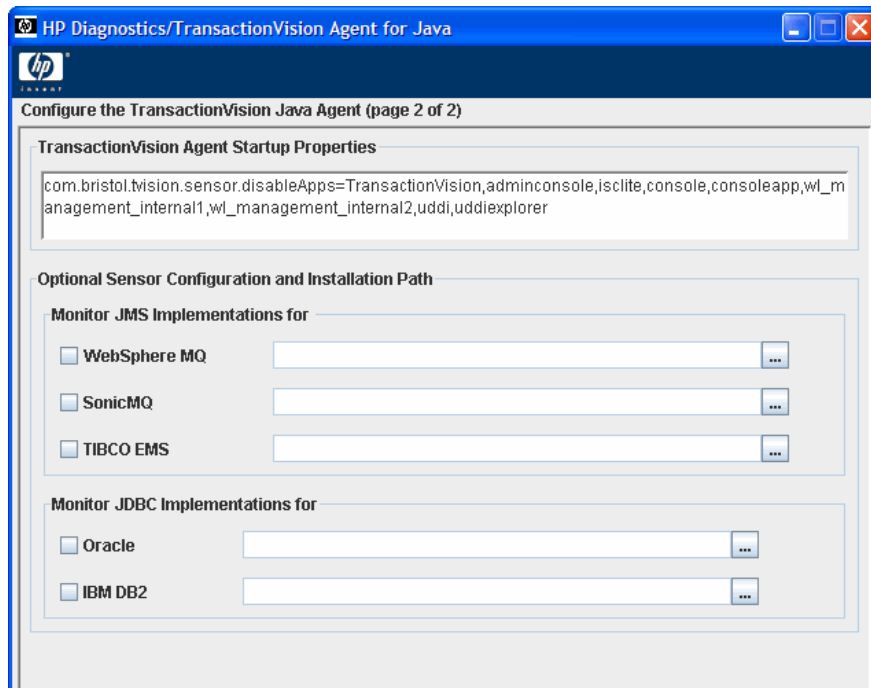 HP Diagnostics/TransactionVision Agent for Java
hp
invent
Configure the TransactionVision Java Agent (page 2 of 2)
TransactionVision Agent Startup Properties
com.bristol.tvision.sensor.disableApps=TransactionVision,adminconsole,isclite,console,consoleapp,wl_m
anagement_internal1,wl_management_internal2,uddi,uddiexplorer
Optional Sensor Configuration and Installation Path
Monitor JMS Implementations for
WebSphere MQ ...
SonicMQ ...
TIBCO EMS ...
Monitor JDBC Implementations for
Oracle ...
IBM DB2 ...